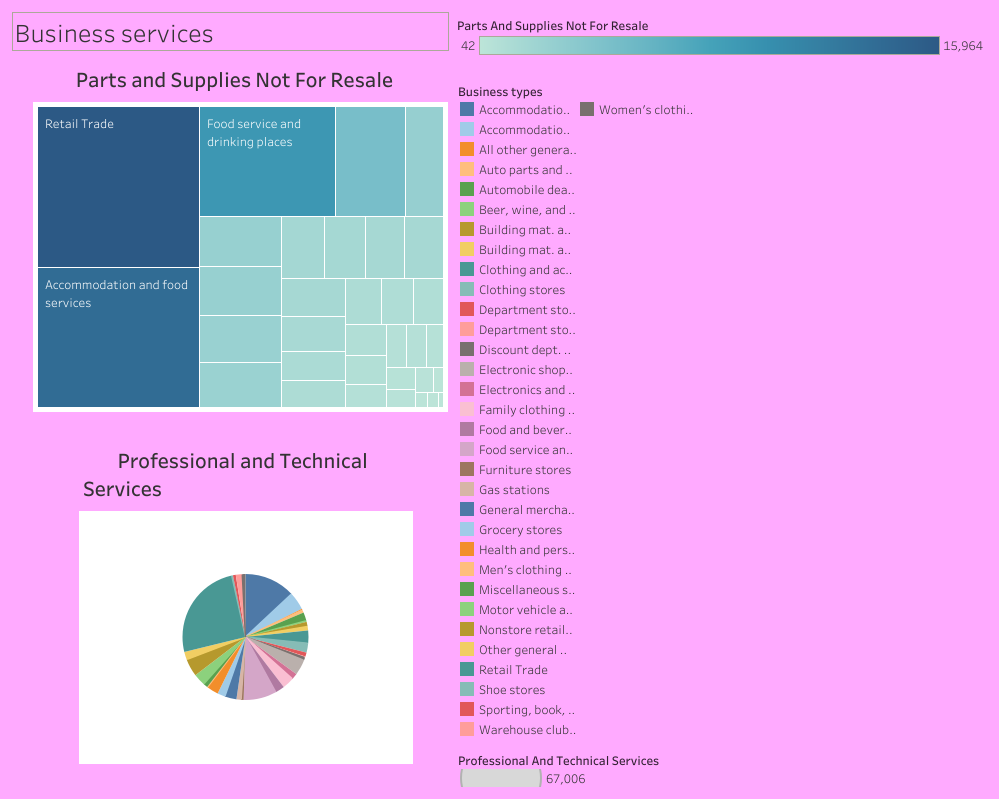 Business services
Parts and Supplies Not For Resale
Retail Trade
Food service and
drinking places
Accommodation and food
services
Professional and Technical
Services
Parts And Supplies Not For Resale
42
15,964
Business types
Accommodatio..
Accommodatio..
All other genera..
Auto parts and ..
Automobile dea..
Beer, wine, and ..
Building mat. a..
Building mat. a..
Clothing and ac..
Clothing stores
Department sto..
Department sto..
Discount dept. ..
Electronic shop..
Electronics and ..
Family clothing ..
Food and bever..
Food service an..
Furniture stores
Gas stations
General mercha..
Grocery stores
Health and pers..
Men's clothing ..
Miscellaneous s..
Motor vehicle a..
Nonstore retail..
Other general ..
Retail Trade
Shoe stores
Sporting, book, ..
Warehouse club..
Women's clothi..
Professional And Technical Services
67,006